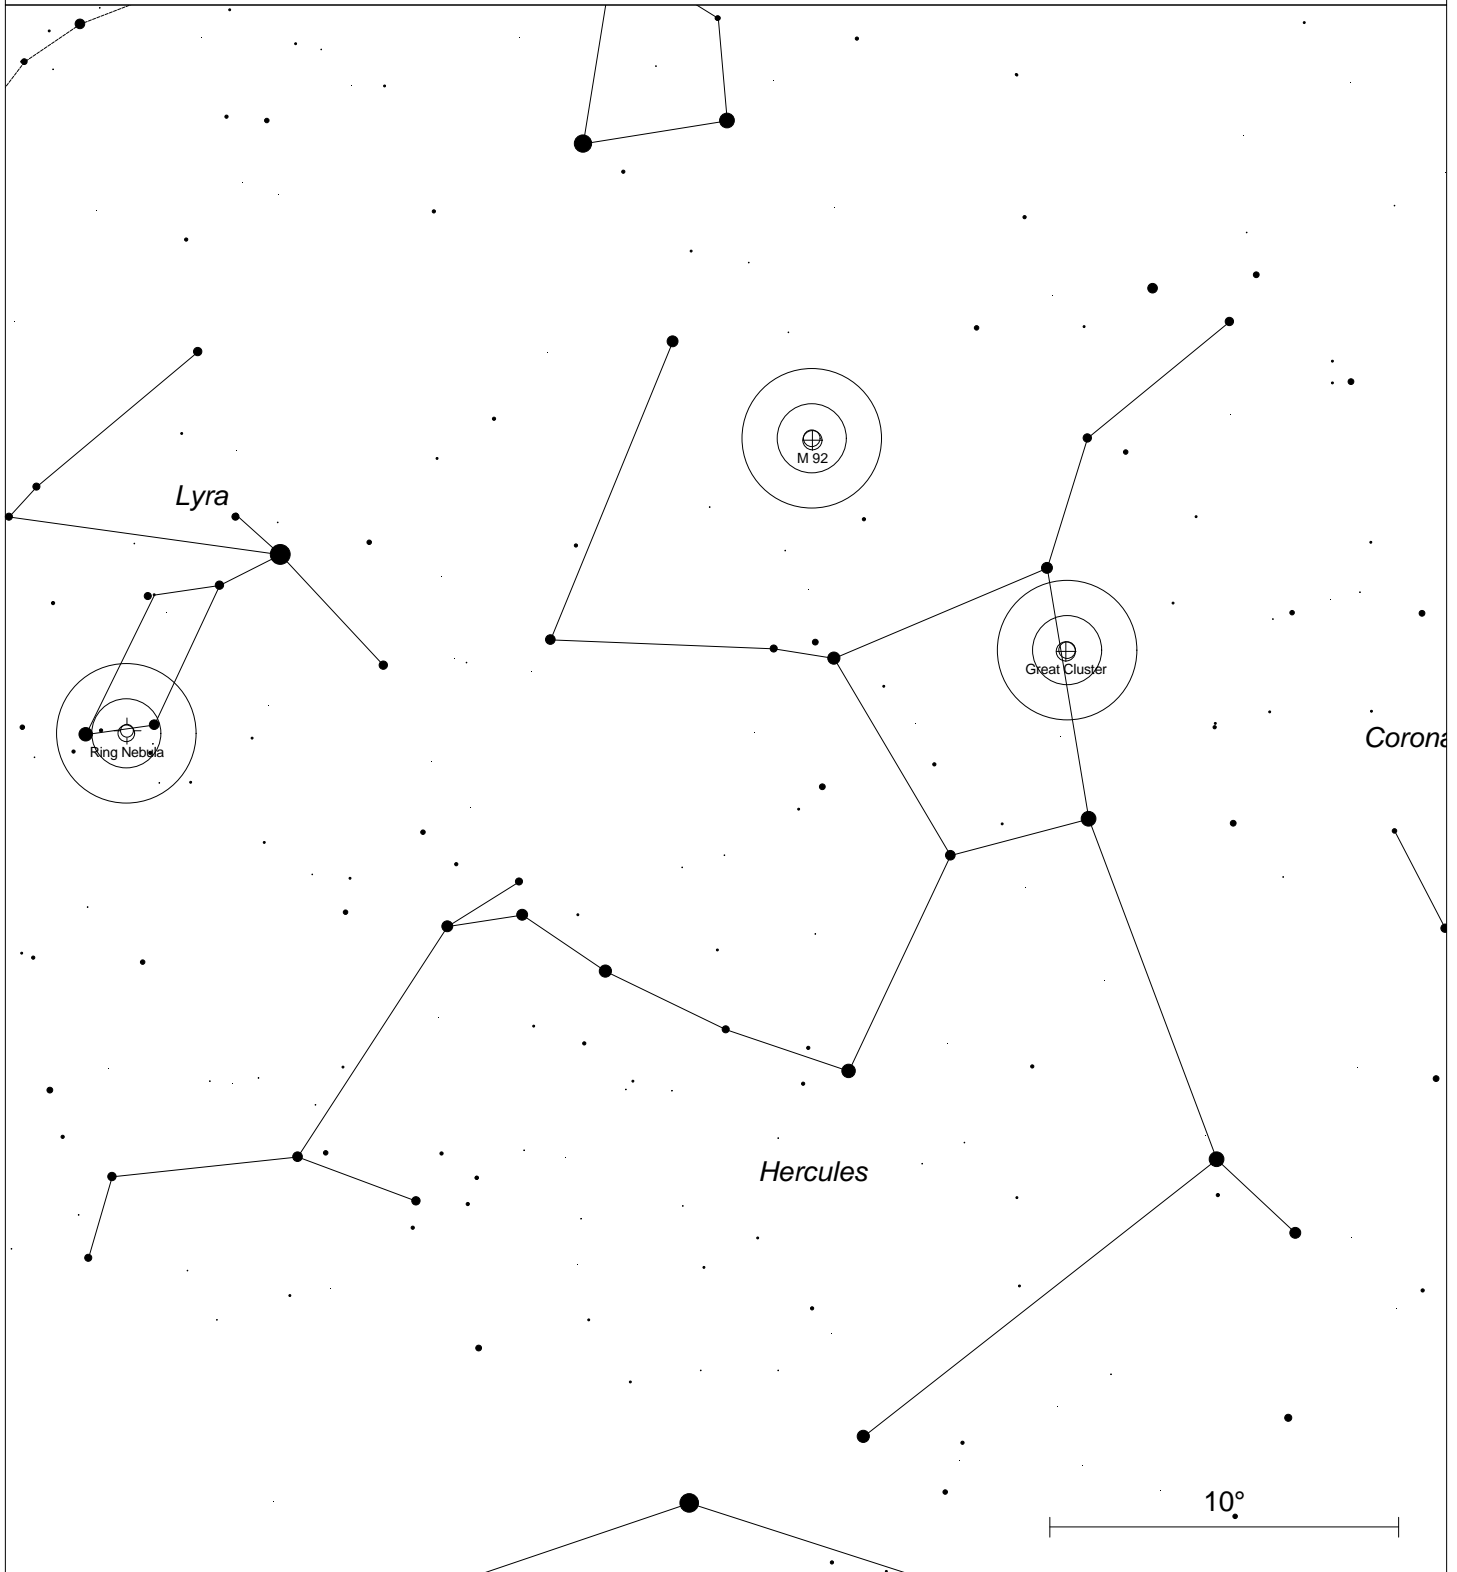 M 92
Lyra
Great Cluster
Corona
Ring Nebula
Hercules
10°